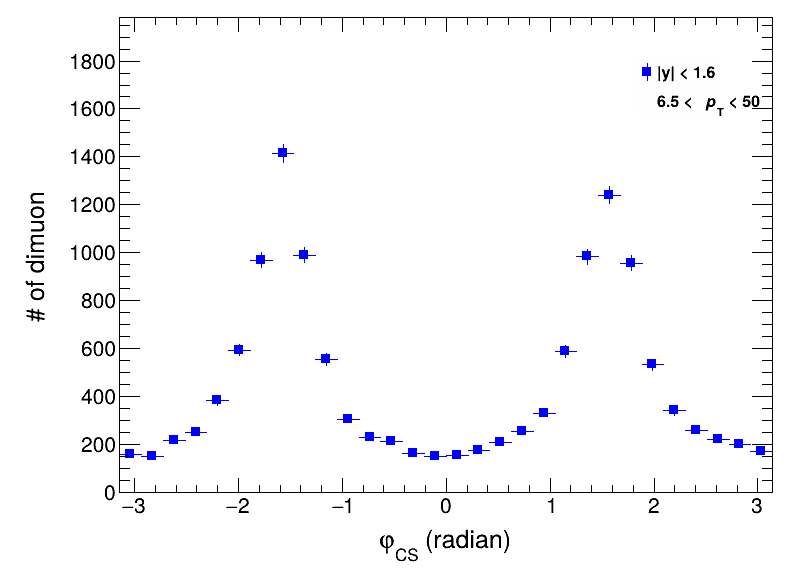 1800
1600
1400
1200
1000
800
600
400
200
0
# of dimuon
|y| < 1.6
6.5 < p_T < 50
−3 −2 −1 0 1 2 3
φ_CS (radian)